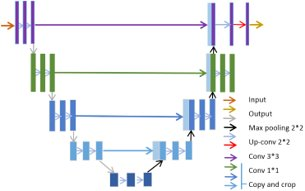 Input
Output
Max pooling 2*2
Up-conv 2*2
Conv 3*3
Conv 1*1
Copy and crop